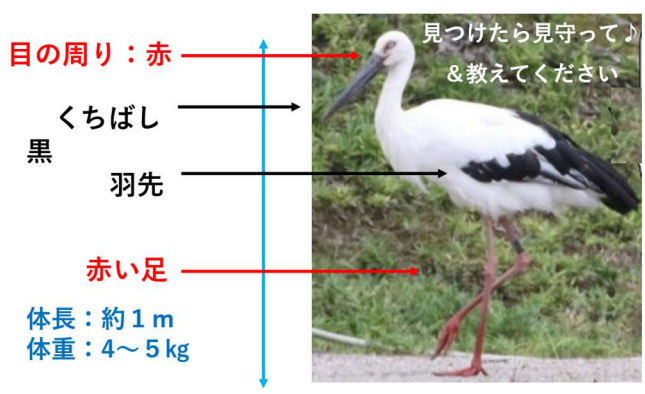 見つけたら見守って♪
＆教えてください
目の周り：赤
くちばし
黒
羽先
赤い足
体長：約１ｍ
体重：4～５㎏